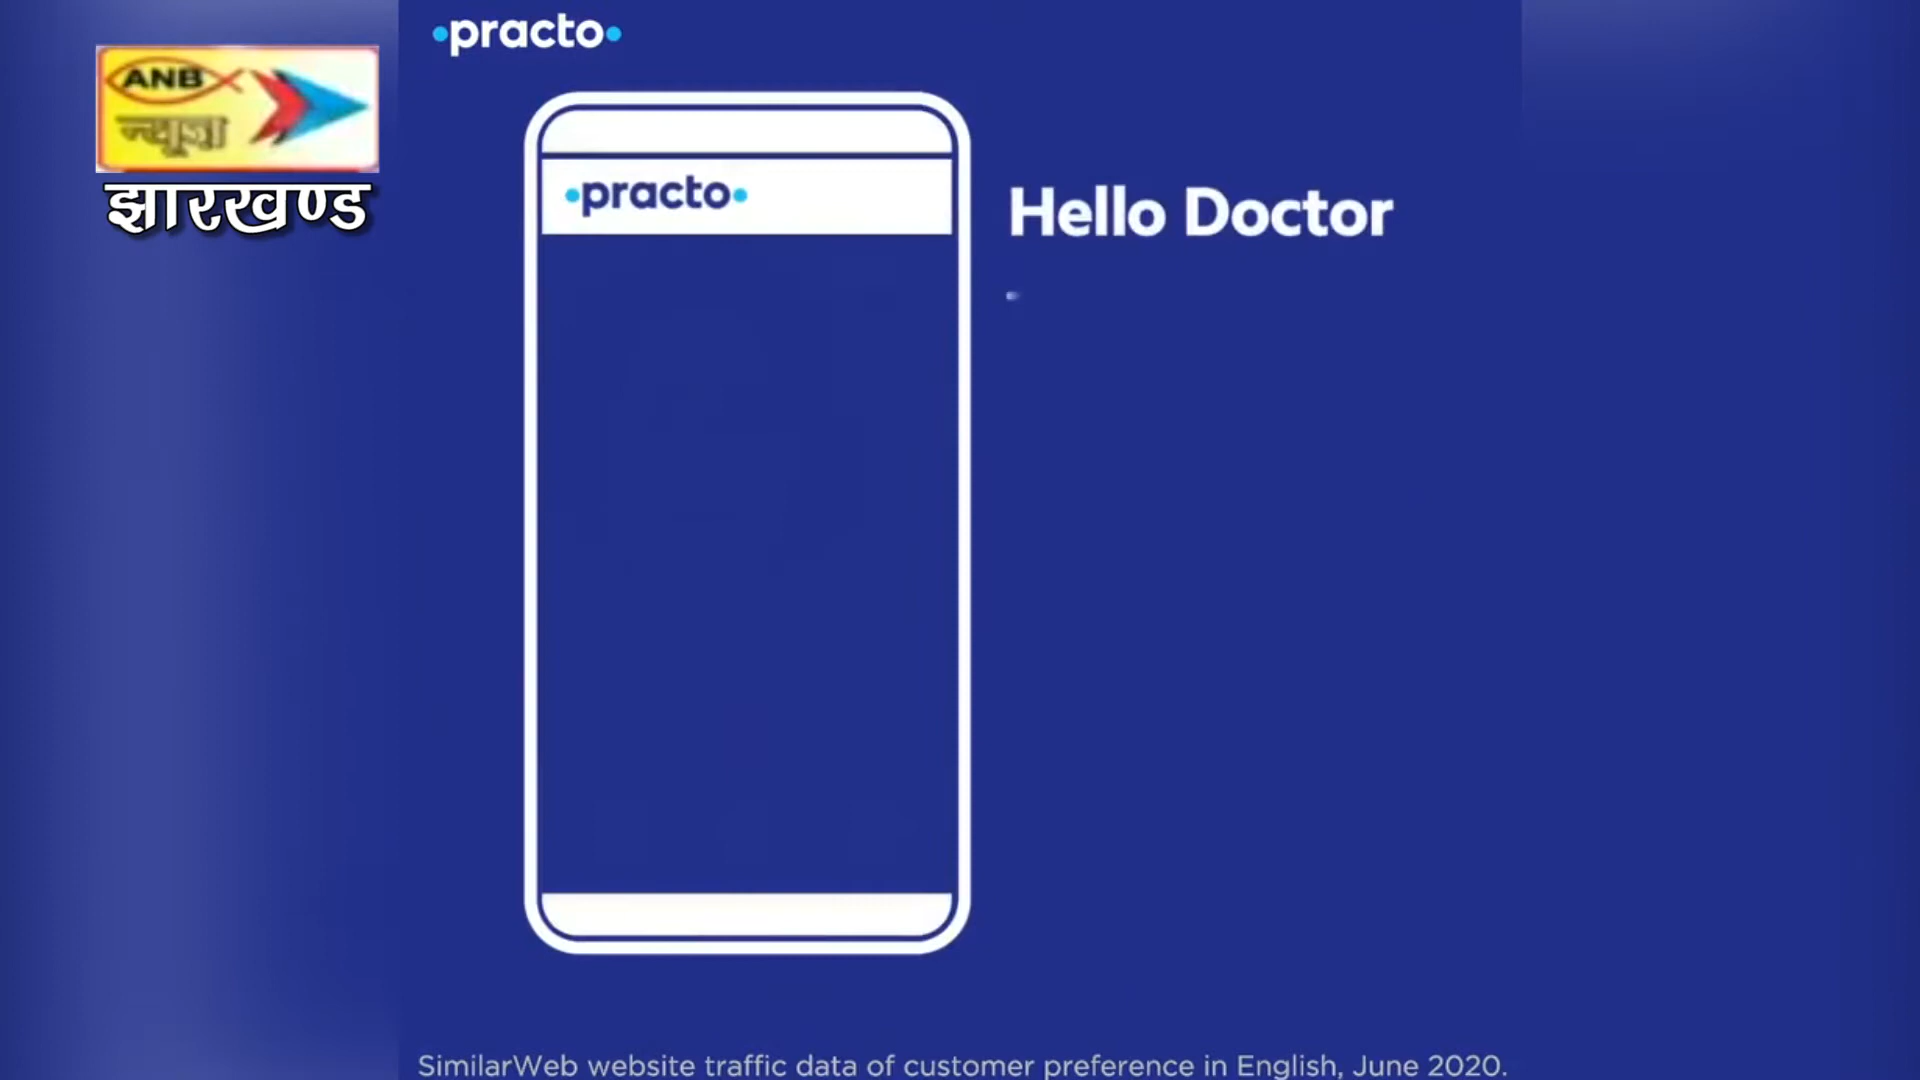 practo
ANB
न्यूज़
झारखण्ड
practo
Hello Doctor
SimilarWeb website traffic data of customer preference in English, June 2020.